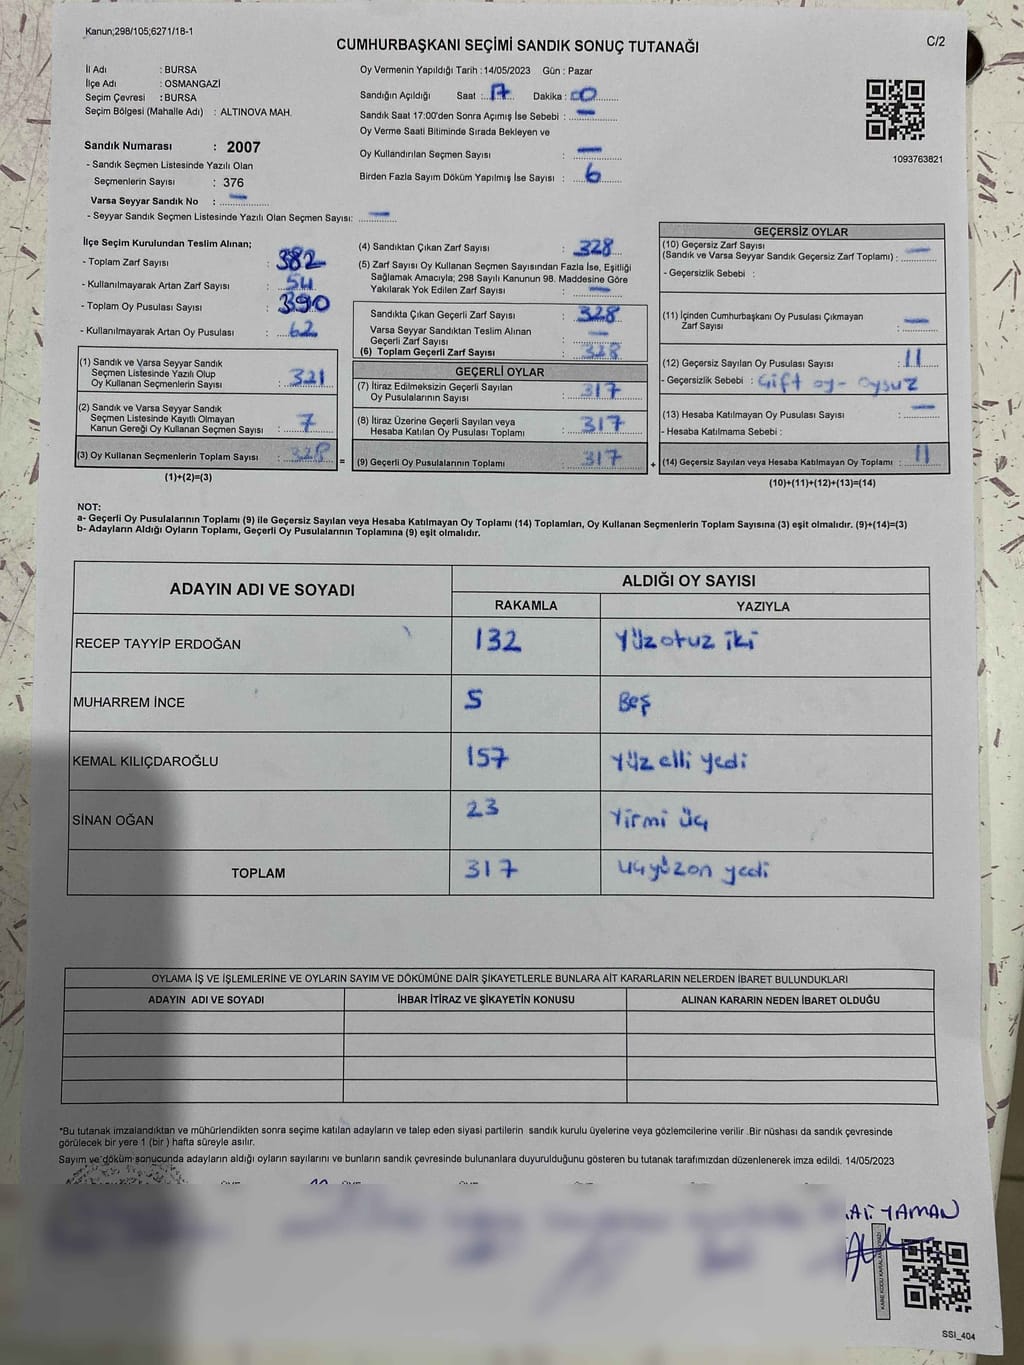 Kanun;298/105;6271/18-1
C/2
CUMHURBAŞKANI SEÇİMİ SANDIK SONUÇ TUTANAĞI
İl Adı : BURSA
İlçe Adı : OSMANGAZİ
Seçim Çevresi : BURSA
Seçim Bölgesi (Mahalle Adı) : ALTINOVA MAH.
Sandık Numarası : 2007
- Sandık Seçmen Listesinde Yazılı Olan
Seçmenlerin Sayısı : 376
Varsa Seyyar Sandık No : —
- Seyyar Sandık Seçmen Listesinde Yazılı Olan Seçmen Sayısı: —
Oy Vermenin Yapıldığı Tarih :14/05/2023 Gün : Pazar
Sandığın Açıldığı Saat : 17 Dakika : 00
Sandık Saat 17:00'den Sonra Açımış İse Sebebi : —
Oy Verme Saati Bitiminde Sırada Bekleyen ve
Oy Kullandırılan Seçmen Sayısı : —
Birden Fazla Sayım Döküm Yapılmış İse Sayısı : 6
1093763821
İlçe Seçim Kurulundan Teslim Alınan;
- Toplam Zarf Sayısı : 382
- Kullanılmayarak Artan Zarf Sayısı : 54
- Toplam Oy Pusulası Sayısı : 390
- Kullanılmayarak Artan Oy Pusulası : 62
(1) Sandık ve Varsa Seyyar Sandık
Seçmen Listesinde Yazılı Olup
Oy Kullanan Seçmenlerin Sayısı : 321
(2) Sandık ve Varsa Seyyar Sandık
Seçmen Listesinde Kayıtlı Olmayan
Kanun Gereği Oy Kullanan Seçmen Sayısı : 7
(3) Oy Kullanan Seçmenlerin Toplam Sayısı : 328 =
(1)+(2)=(3)
(4) Sandıktan Çıkan Zarf Sayısı : 328
(5) Zarf Sayısı Oy Kullanan Seçmen Sayısından Fazla İse, Eşitliği
Sağlamak Amacıyla; 298 Sayılı Kanunun 98. Maddesine Göre
Yakılarak Yok Edilen Zarf Sayısı : —
Sandıkta Çıkan Geçerli Zarf Sayısı : 328
Varsa Seyyar Sandıktan Teslim Alınan
Geçerli Zarf Sayısı : —
(6) Toplam Geçerli Zarf Sayısı : 328
GEÇERLİ OYLAR
(7) İtiraz Edilmeksizin Geçerli Sayılan
Oy Pusulalarının Sayısı : 317
(8) İtiraz Üzerine Geçerli Sayılan veya
Hesaba Katılan Oy Pusulası Toplamı : 317
(9) Geçerli Oy Pusulalarının Toplamı : 317 +
GEÇERSİZ OYLAR
(10) Geçersiz Zarf Sayısı
(Sandık ve Varsa Seyyar Sandık Geçersiz Zarf Toplamı) : —
- Geçersizlik Sebebi :
(11) İçinden Cumhurbaşkanı Oy Pusulası Çıkmayan
Zarf Sayısı : —
(12) Geçersiz Sayılan Oy Pusulası Sayısı : 11
- Geçersizlik Sebebi : Çift oy - oysuz
(13) Hesaba Katılmayan Oy Pusulası Sayısı : —
- Hesaba Katılmama Sebebi :
(14) Geçersiz Sayılan veya Hesaba Katılmayan Oy Toplamı : 11
(10)+(11)+(12)+(13)=(14)
NOT:
a- Geçerli Oy Pusulalarının Toplamı (9) ile Geçersiz Sayılan veya Hesaba Katılmayan Oy Toplamı (14) Toplamları, Oy Kullanan Seçmenlerin Toplam Sayısına (3) eşit olmalıdır. (9)+(14)=(3)
b- Adayların Aldığı Oyların Toplamı, Geçerli Oy Pusulalarının Toplamına (9) eşit olmalıdır.
ADAYIN ADI VE SOYADI ALDIĞI OY SAYISI
RAKAMLA YAZIYLA
RECEP TAYYİP ERDOĞAN 132 Yüz otuz iki
MUHARREM İNCE 5 Beş
KEMAL KILIÇDAROĞLU 157 Yüz elli yedi
SİNAN OĞAN 23 Yirmi üç
TOPLAM 317 Üçyüzon yedi
OYLAMA İŞ VE İŞLEMLERİNE VE OYLARIN SAYIM VE DÖKÜMÜNE DAİR ŞİKAYETLERLE BUNLARA AİT KARARLARIN NELERDEN İBARET BULUNDUKLARI
ADAYIN ADI VE SOYADI İHBAR İTİRAZ VE ŞİKAYETİN KONUSU ALINAN KARARIN NEDEN İBARET OLDUĞU
*Bu tutanak imzalandıktan ve mühürlendikten sonra seçime katılan adayların ve talep eden siyasi partilerin sandık kurulu üyelerine veya gözlemcilerine verilir .Bir nüshası da sandık çevresinde
görülecek bir yere 1 (bir ) hafta süreyle asılır.
Sayım ve döküm sonucunda adayların aldığı oyların sayılarını ve bunların sandık çevresinde bulunanlara duyurulduğunu gösteren bu tutanak tarafımızdan düzenlenerek imza edildi. 14/05/2023
YAMAN
SSI_404